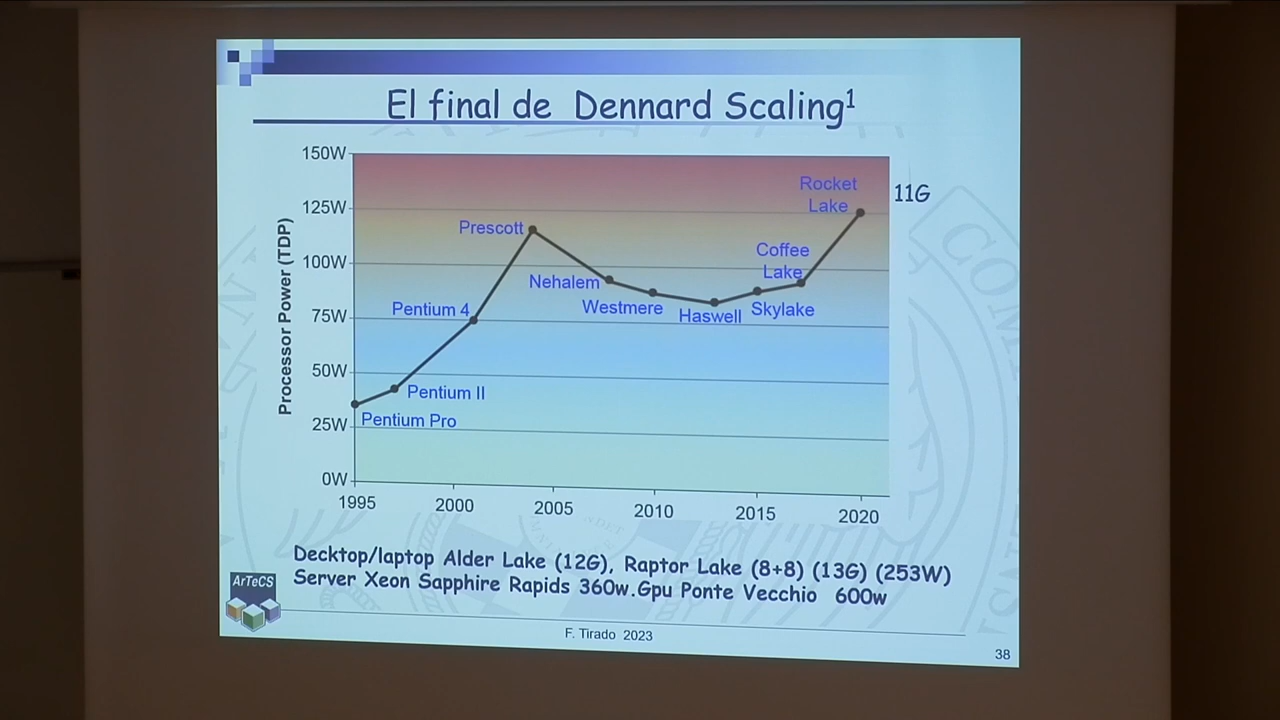 El final de Dennard Scaling1
150W
125W
100W
75W
50W
25W
0W
Processor Power (TDP)
1995
2000
2005
2010
2015
2020
Pentium Pro
Pentium II
Pentium 4
Prescott
Nehalem
Westmere
Haswell
Skylake
Coffee
Lake
Rocket
Lake
11G
Decktop/laptop Alder Lake (12G), Raptor Lake (8+8) (13G) (253W)
Server Xeon Sapphire Rapids 360w.Gpu Ponte Vecchio 600w
ArTeCS
F. Tirado 2023
38